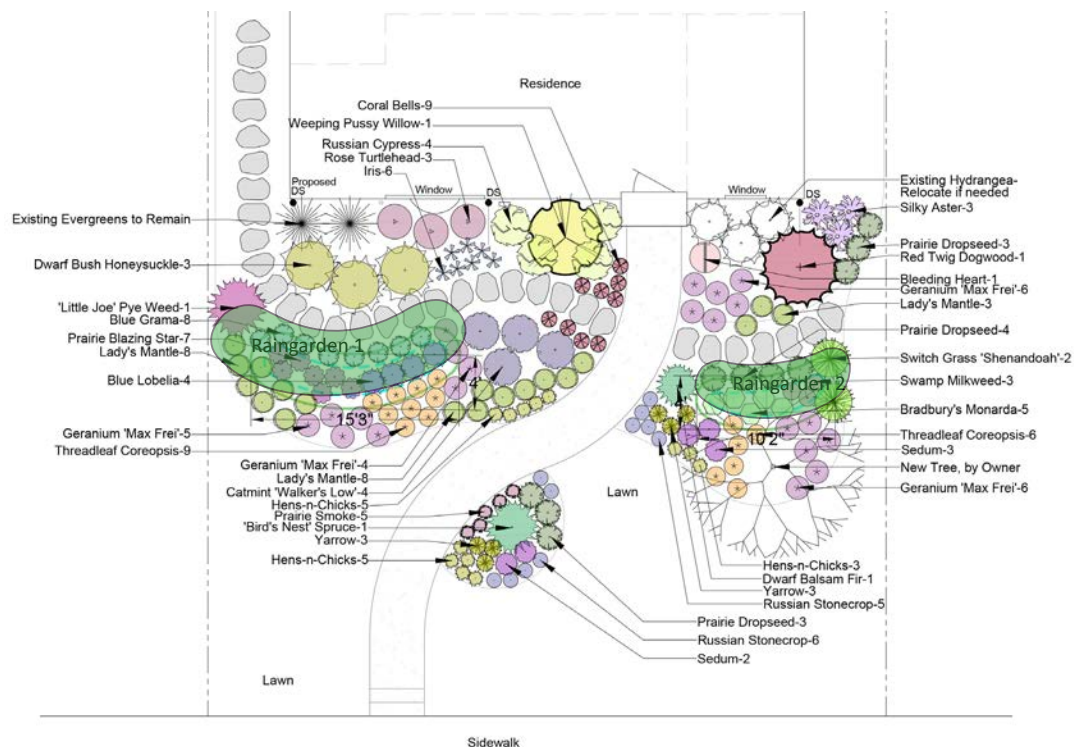 Residence
Coral Bells-9
Weeping Pussy Willow-1
Russian Cypress-4
Rose Turtlehead-3
Iris-6
Proposed
DS
Window
DS
Window
DS
Existing Evergreens to Remain
Dwarf Bush Honeysuckle-3
'Little Joe' Pye Weed-1
Blue Grama-8
Prairie Blazing Star-7
Lady's Mantle-8
Blue Lobelia-4
Geranium 'Max Frei'-5
Threadleaf Coreopsis-9
Raingarden 1
4'
15'3"
Geranium 'Max Frei'-4
Lady's Mantle-8
Catmint 'Walker's Low'-4
Hens-n-Chicks-5
Prairie Smoke-5
'Bird's Nest' Spruce-1
Yarrow-3
Hens-n-Chicks-5
Existing Hydrangea-
Relocate if needed
Silky Aster-3
Prairie Dropseed-3
Red Twig Dogwood-1
Bleeding Heart-1
Geranium 'Max Frei'-6
Lady's Mantle-3
Prairie Dropseed-4
Switch Grass 'Shenandoah'-2
Swamp Milkweed-3
Bradbury's Monarda-5
Threadleaf Coreopsis-6
Sedum-3
New Tree, by Owner
Geranium 'Max Frei'-6
Raingarden 2
10'2"
Lawn
Hens-n-Chicks-3
Dwarf Balsam Fir-1
Yarrow-3
Russian Stonecrop-5
Prairie Dropseed-3
Russian Stonecrop-6
Sedum-2
Lawn
Sidewalk